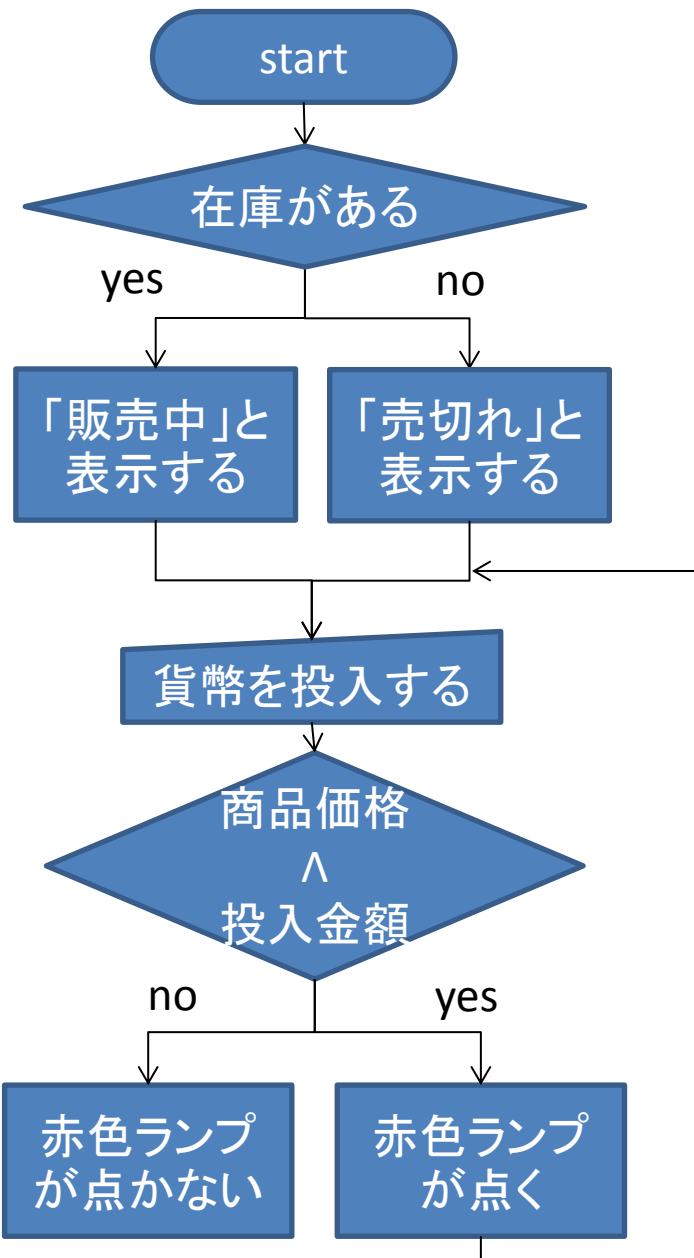 start
在庫がある
yes
no
「販売中」と
表示する
「売切れ」と
表示する
貨幣を投入する
商品価格
Λ
投入金額
no
yes
赤色ランプ
が点かない
赤色ランプ
が点く